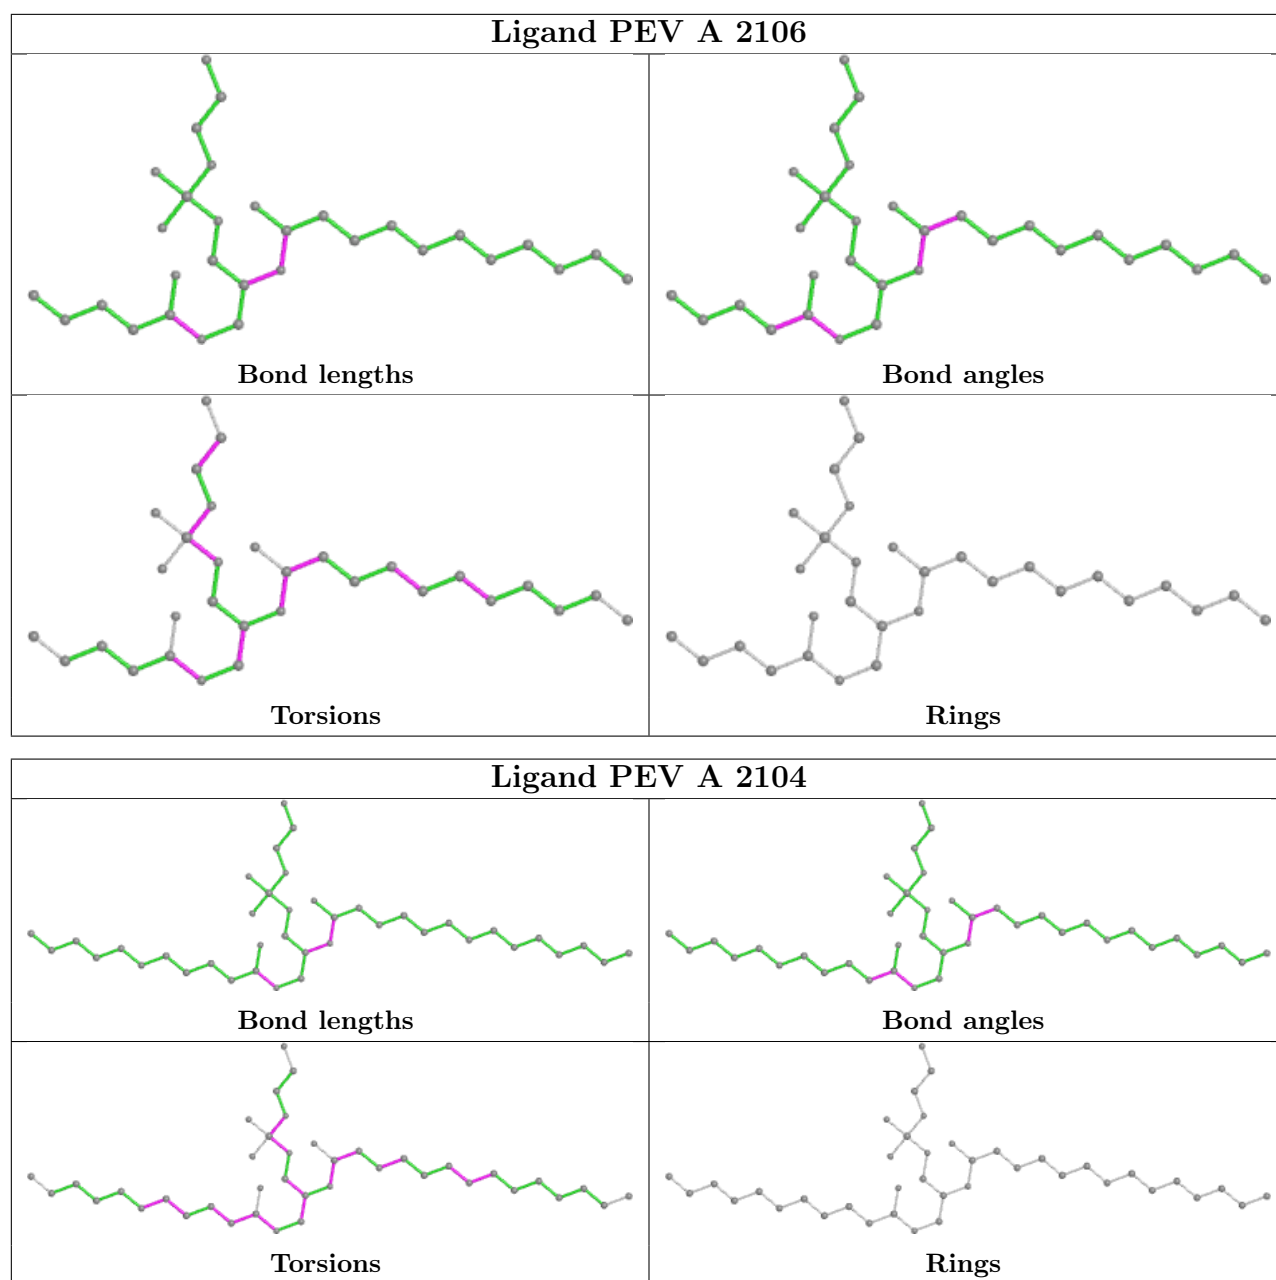 Ligand PEV A 2106
Bond lengths
Bond angles
Torsions
Rings
Ligand PEV A 2104
Bond lengths
Bond angles
Torsions
Rings